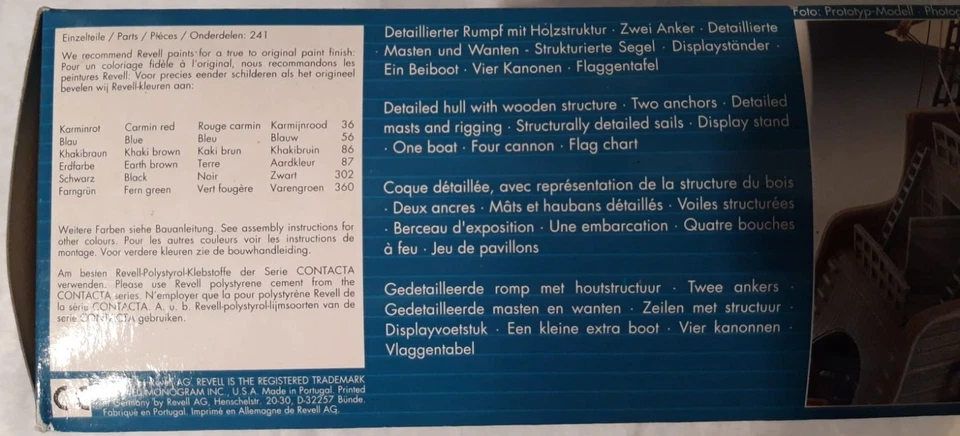 Foto: Prototyp-Modell · Photo
Einzelteile / Parts / Pièces / Onderdelen: 241
We recommend Revell paints for a true to original paint finish:
Pour un coloriage fidèle à l'original, nous recommandons les
peintures Revell: Voor precies eender schilderen als het origineel
bevelen wij Revell-kleuren aan:
Karminrot Carmin red Rouge carmin Karmijnrood 36
Blau Blue Bleu Blauw 56
Khakibraun Khaki brown Kaki brun Khakibruin 86
Erdfarbe Earth brown Terre Aardkleur 87
Schwarz Black Noir Zwart 302
Farngrün Fern green Vert fougère Varengroen 360
Weitere Farben siehe Bauanleitung. See assembly instructions for
other colours. Pour les autres couleurs voir les instructions de
montage. Voor verdere kleuren zie de bouwhandleiding.
Am besten Revell-Polystyrol-Klebstoffe der Serie CONTACTA
verwenden. Please use Revell polystyrene cement from the
CONTACTA series. N'employer que la pour polystyrène Revell de
la série CONTACTA. A. u. b. Revell-polystyrol-lijmsoorten van de
serie CONTACTA gebruiken.
CE
REVELL AG. REVELL IS THE REGISTERED TRADEMARK
MONOGRAM INC., U.S.A. Made in Portugal. Printed
in Germany by Revell AG, Henschelstr. 20-30, D-32257 Bünde.
Fabriqué en Portugal. Imprimé en Allemagne de Revell AG.
Detaillierter Rumpf mit Holzstruktur · Zwei Anker · Detaillierte
Masten und Wanten - Strukturierte Segel · Displayständer ·
Ein Beiboot · Vier Kanonen · Flaggentafel
Detailed hull with wooden structure · Two anchors · Detailed
masts and rigging · Structurally detailed sails · Display stand
· One boat · Four cannon · Flag chart
Coque détaillée, avec représentation de la structure du bois
· Deux ancres · Mâts et haubans détaillés · Voiles structurées
· Berceau d'exposition · Une embarcation · Quatre bouches
à feu · Jeu de pavillons
Gedetailleerde romp met houtstructuur · Twee ankers ·
Gedetailleerde masten en wanten · Zeilen met structuur ·
Displayvoetstuk · Een kleine extra boot · Vier kanonnen ·
Vlaggentabel